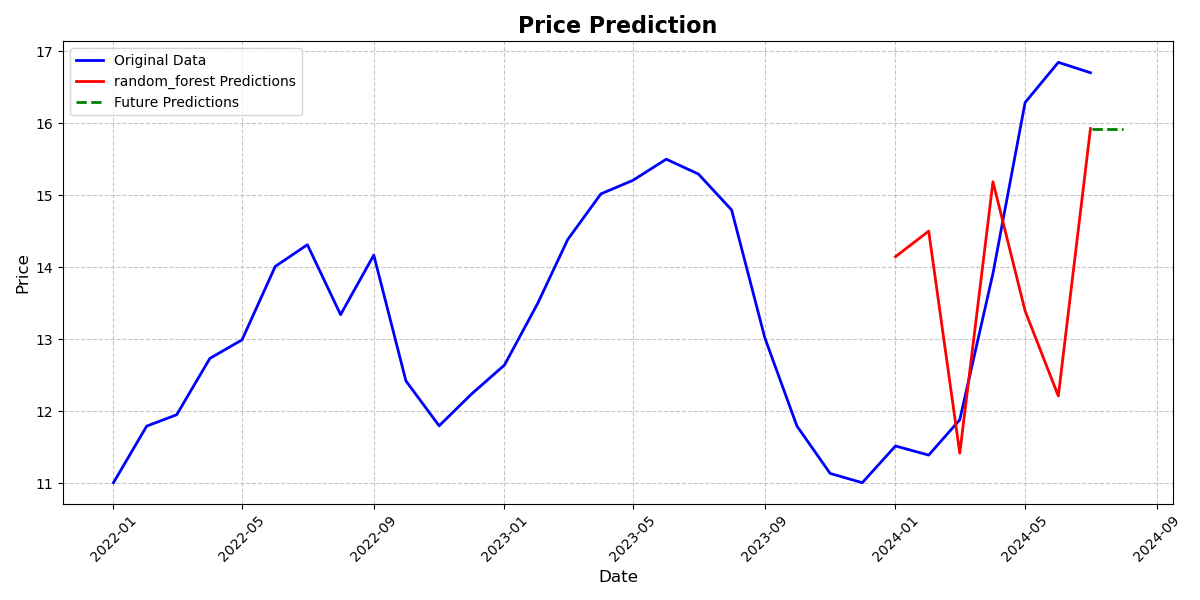 Price Prediction
Original Data
random_forest Predictions
Future Predictions
Price
17
16
15
14
13
12
11
2022-01
2022-05
2022-09
2023-01
2023-05
2023-09
2024-01
2024-05
2024-09
Date